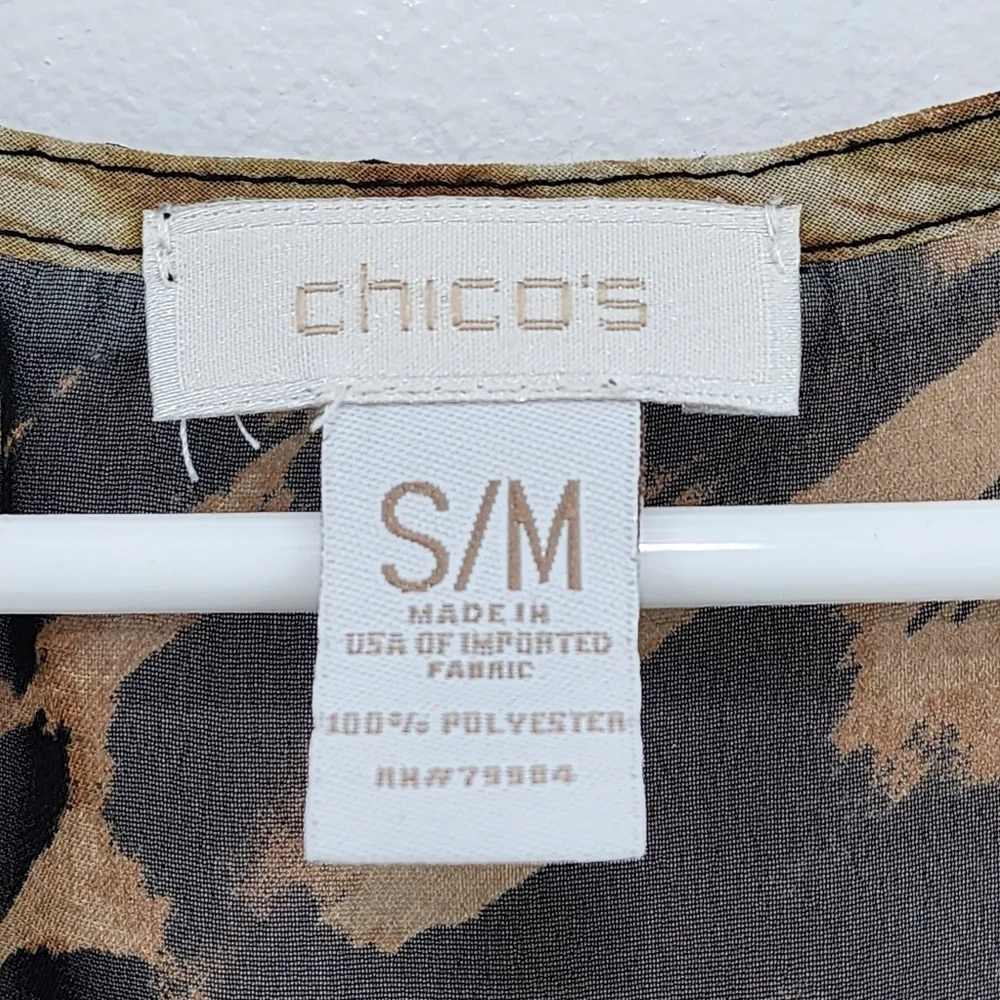 chico's
S/M
MADE IN
USA OF IMPORTED
FABRIC
100% POLYESTER
RN#79984